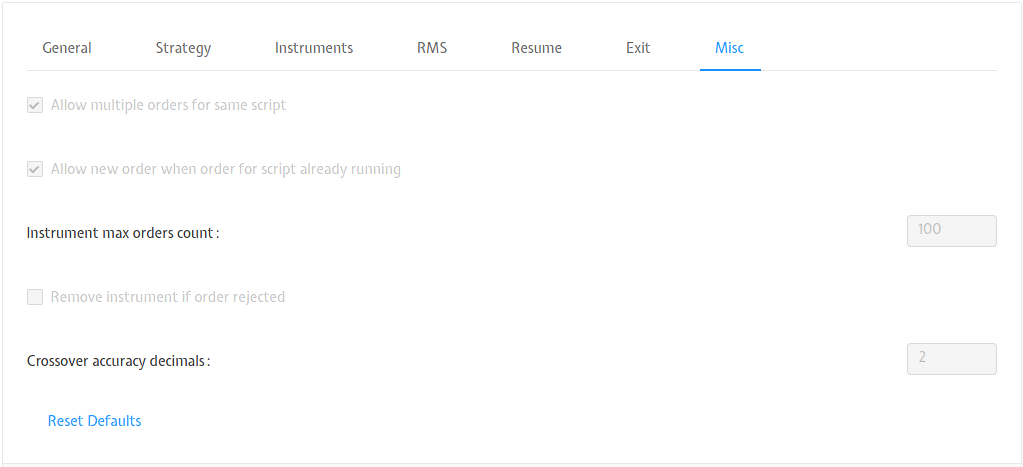 General Strategy Instruments RMS Resume Exit Misc
Allow multiple orders for same script
Allow new order when order for script already running
Instrument max orders count : 100
Remove instrument if order rejected
Crossover accuracy decimals : 2
Reset Defaults